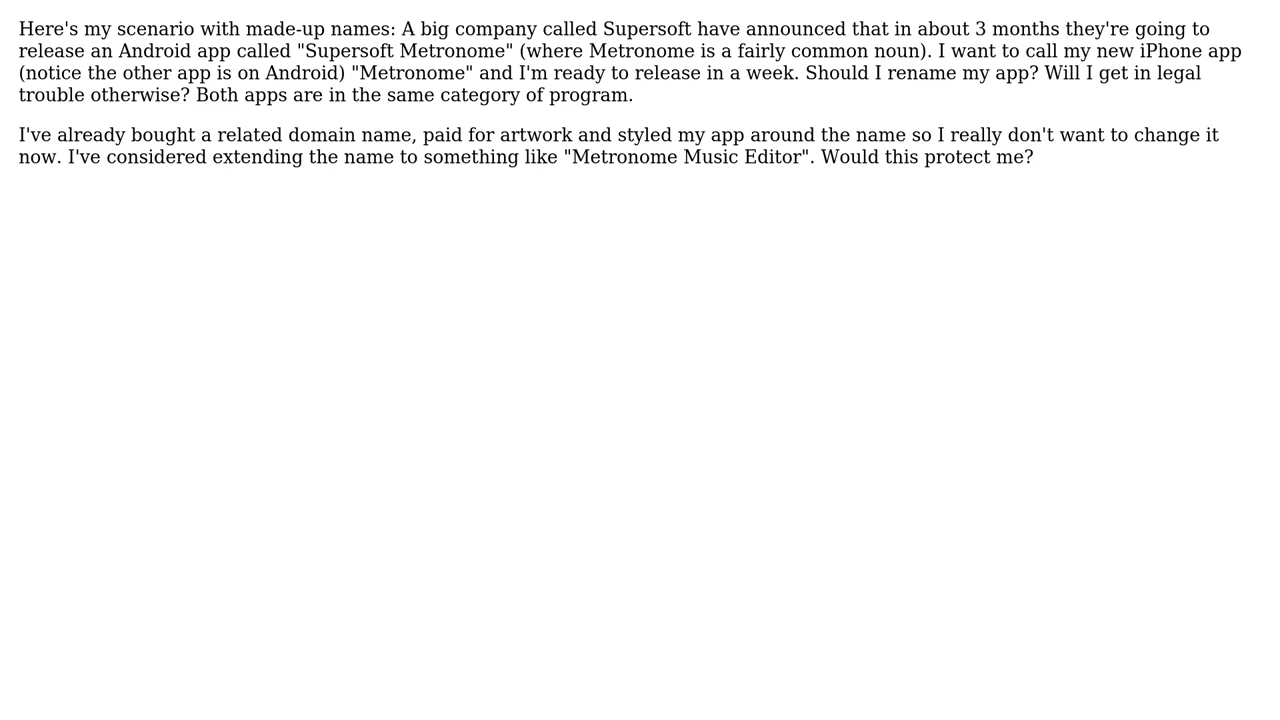 Here's my scenario with made-up names: A big company called Supersoft have announced that in about 3 months they're going to
release an Android app called "Supersoft Metronome" (where Metronome is a fairly common noun). I want to call my new iPhone app
(notice the other app is on Android) "Metronome" and I'm ready to release in a week. Should I rename my app? Will I get in legal
trouble otherwise? Both apps are in the same category of program.
I've already bought a related domain name, paid for artwork and styled my app around the name so I really don't want to change it
now. I've considered extending the name to something like "Metronome Music Editor". Would this protect me?